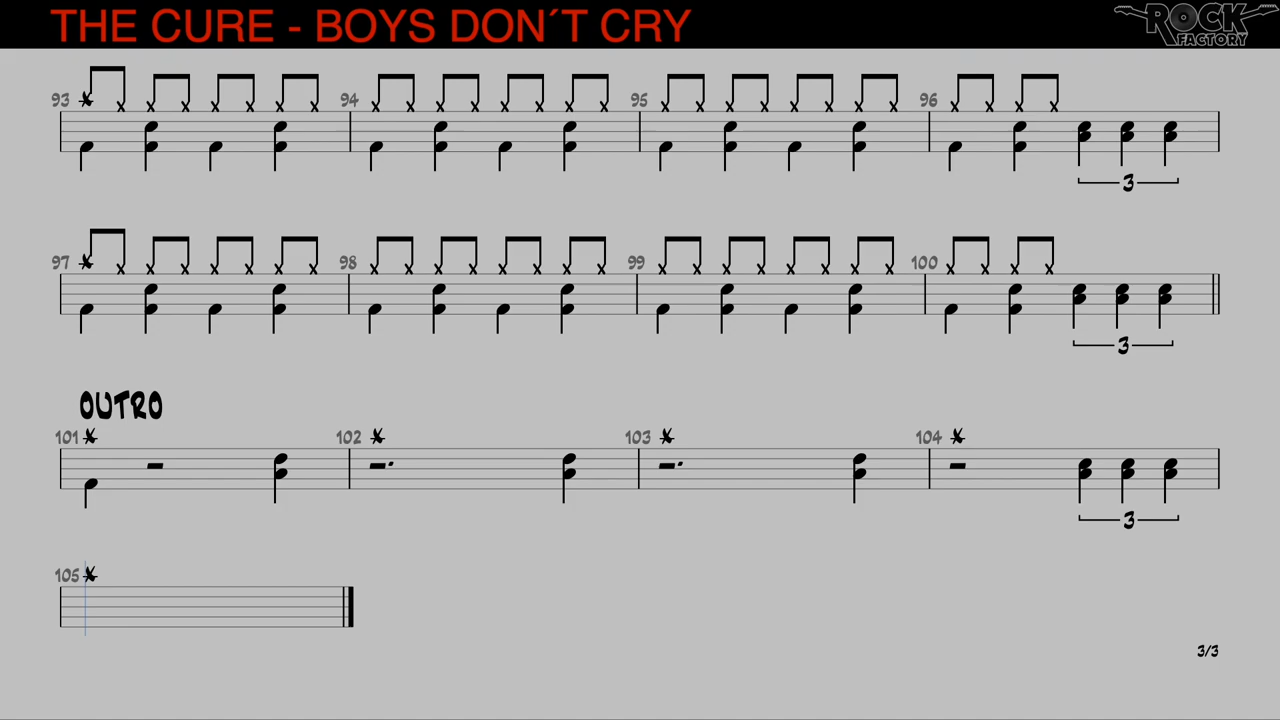 THE CURE - BOYS DON´T CRY
ROCK
FACTORY
93 94 95 96
3
97 98 99 100
3
OUTRO
101 102 103 104
3
105
3/3